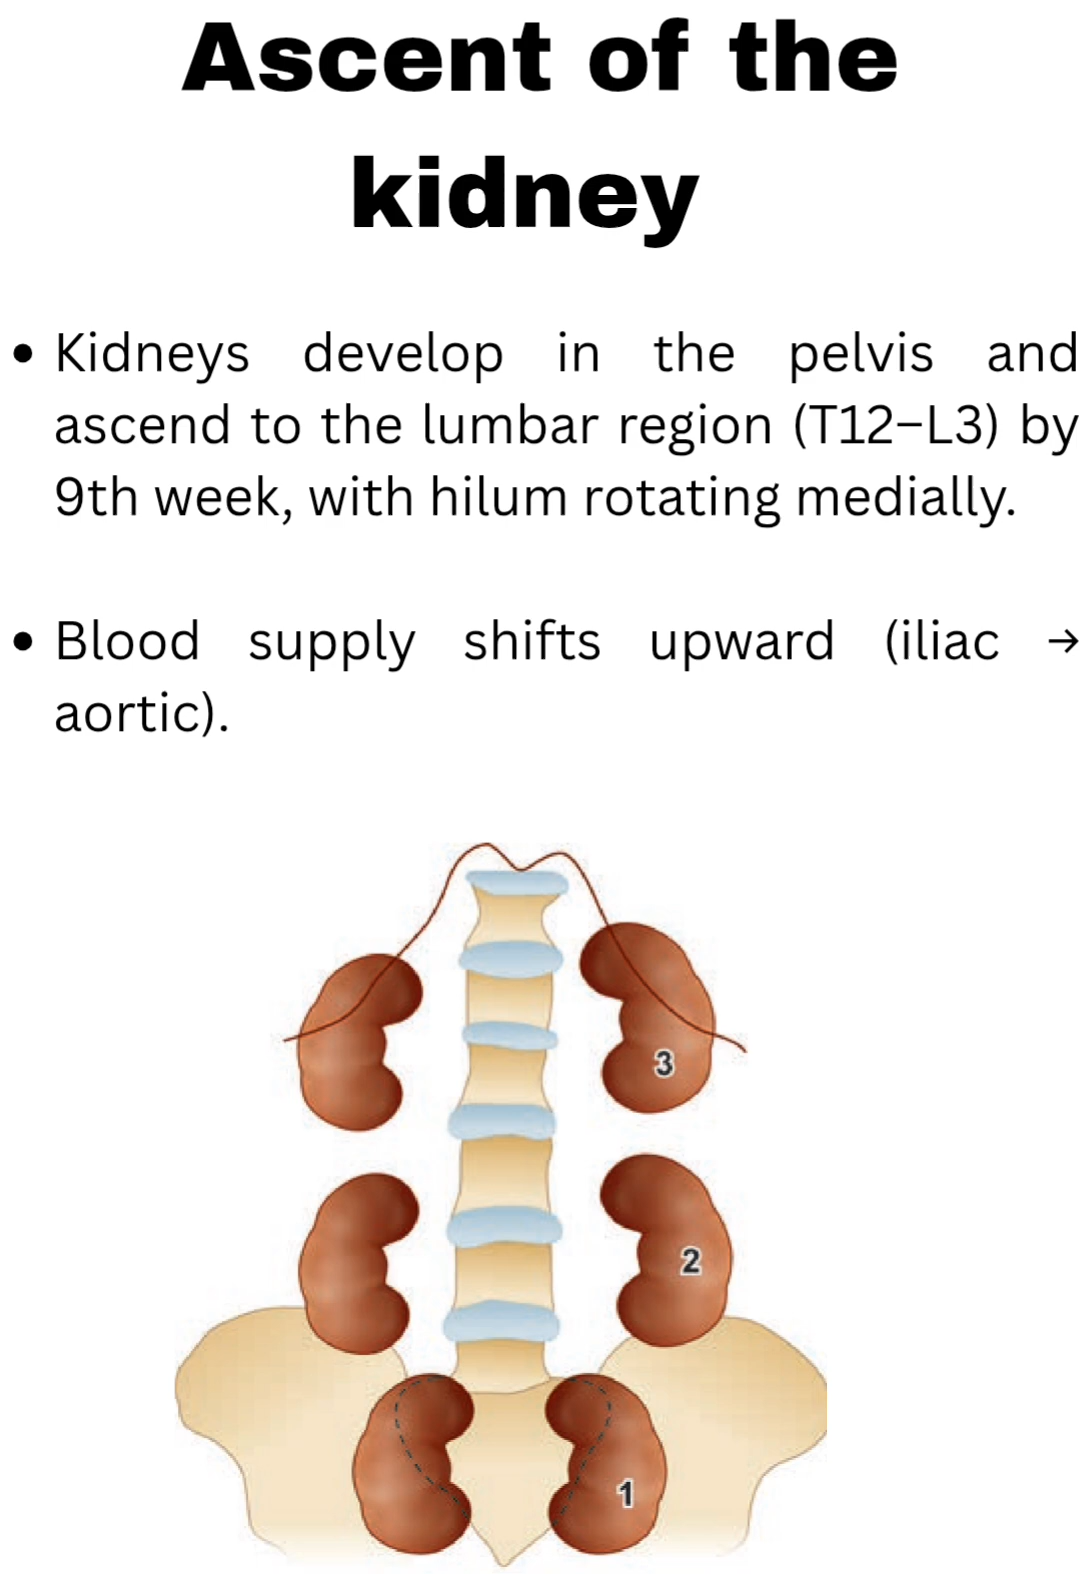 Ascent of the
kidney
• Kidneys develop in the pelvis and
ascend to the lumbar region (T12–L3) by
9th week, with hilum rotating medially.
• Blood supply shifts upward (iliac →
aortic).
3
2
1